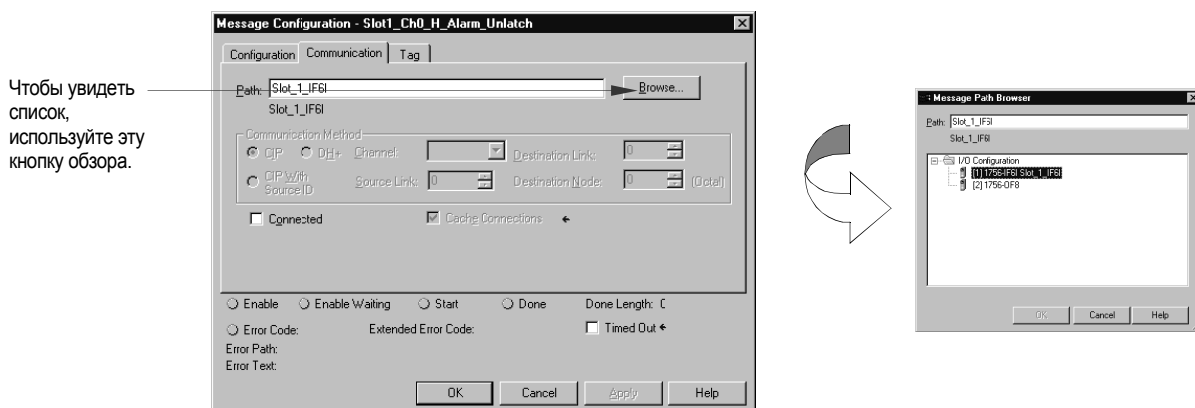 Чтобы увидеть
список,
используйте эту
кнопку обзора.
Message Configuration - Slot1_Ch0_H_Alarm_Unlatch
Configuration Communication Tag
Path: Slot_1_IF6I Browse...
Slot_1_IF6I
Communication Method
CIP DH+ Channel: Destination Link: 0
CIP With
Source ID Source Link: 0 Destination Node: 0 (Octal)
Connected Cache Connections
Enable Enable Waiting Start Done Done Length: 0
Error Code: Extended Error Code: Timed Out
Error Path:
Error Text:
OK Cancel Apply Help
Message Path Browser
Path: Slot_1_IF6I
Slot_1_IF6I
I/O Configuration
[1] 1756-IF6I Slot_1_IF6I
[2] 1756-OF8
OK Cancel Help